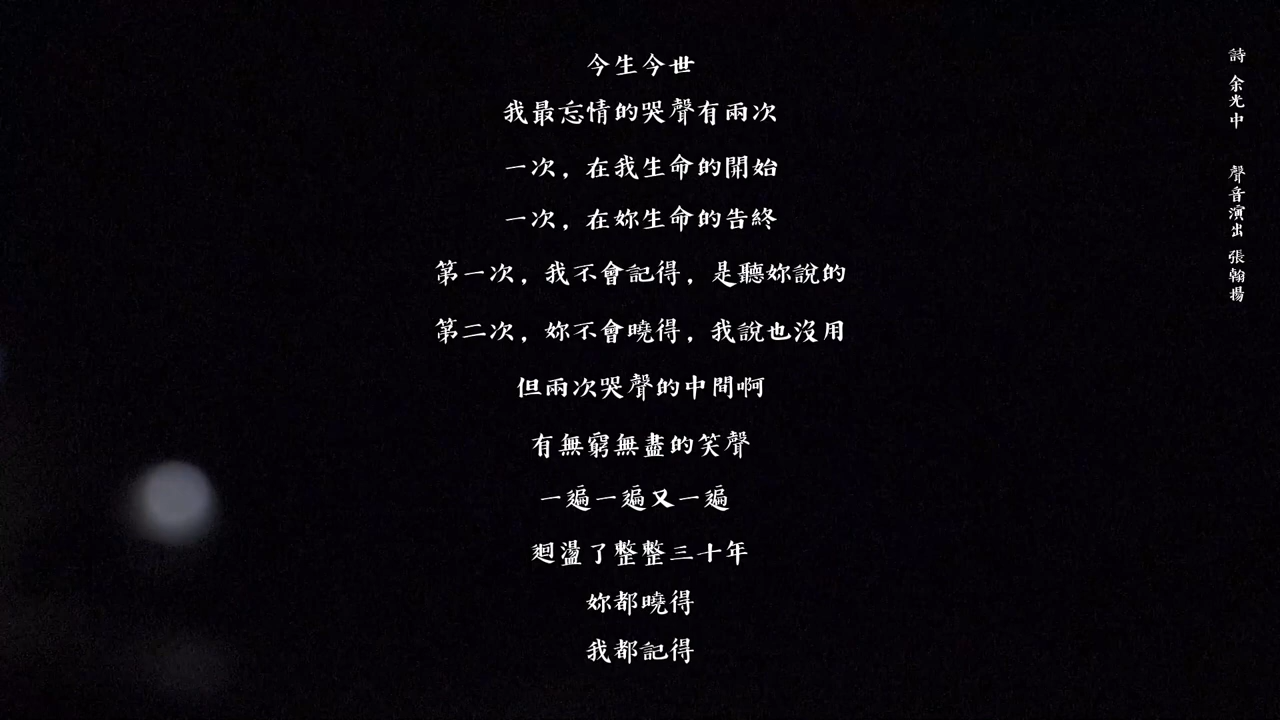 今生今世
我最忘情的哭聲有兩次
一次，在我生命的開始
一次，在妳生命的告終
第一次，我不會記得，是聽妳說的
第二次，妳不會曉得，我說也沒用
但兩次哭聲的中間啊
有無窮無盡的笑聲
一遍一遍又一遍
迴盪了整整三十年
妳都曉得
我都記得
詩 余光中 聲音演出 張翰揚